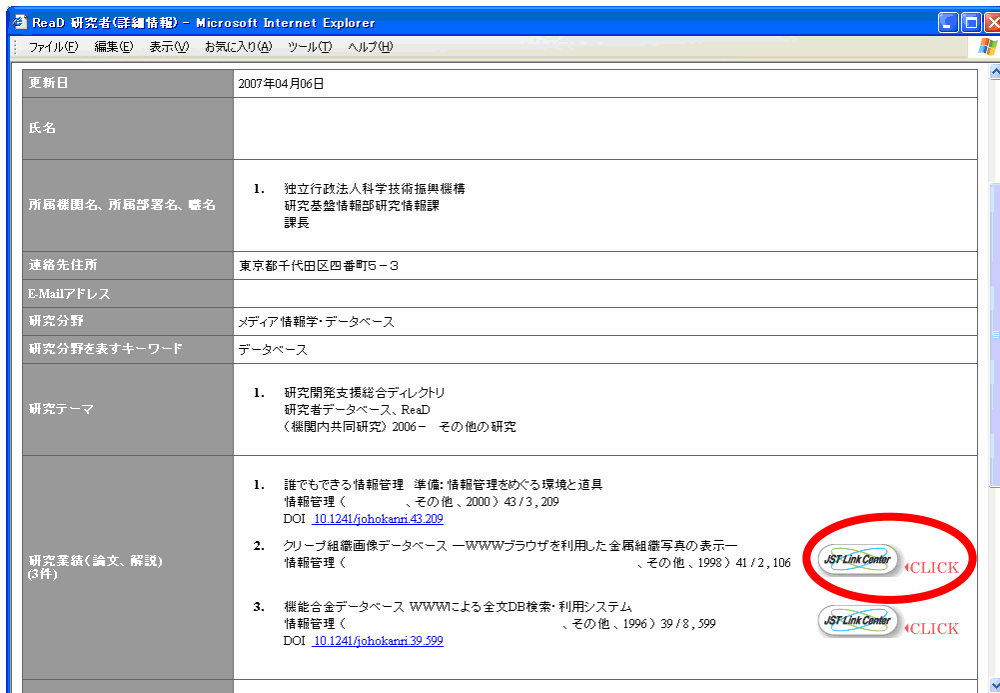 ReaD 研究者(詳細情報) - Microsoft Internet Explorer
ファイル(F) 編集(E) 表示(V) お気に入り(A) ツール(T) ヘルプ(H)
更新日 2007年04月06日
氏名
所属機関名、所属部署名、職名
1. 独立行政法人科学技術振興機構
研究基盤情報部研究情報課
課長
連絡先住所 東京都千代田区四番町5-3
E-Mailアドレス
研究分野 メディア情報学・データベース
研究分野を表すキーワード データベース
研究テーマ
1. 研究開発支援総合ディレクトリ
研究者データベース、ReaD
(機関内共同研究) 2006- その他の研究
研究業績(論文、解説)
(3件)
1. 誰でもできる情報管理 準備:情報管理をめぐる環境と道具
情報管理 ( 、その他 、2000 ) 43 / 3 , 209
DOI 10.1241/johokanri.43.209
2. クリープ組織画像データベース ―WWWブラウザを利用した金属組織写真の表示―
情報管理 ( 、その他 、1998 ) 41 / 2 , 106
JST Link Center CLICK
3. 機能合金データベース WWWによる全文DB検索・利用システム
情報管理 ( 、その他 、1996 ) 39 / 8 , 599
DOI 10.1241/johokanri.39.599
JST Link Center CLICK